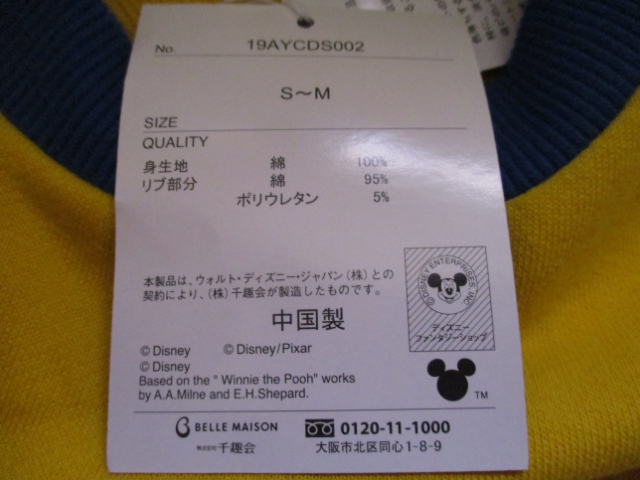 No. 19AYCDS002
S～M
SIZE
QUALITY
身生地 綿 100%
リブ部分 綿 95%
ポリウレタン 5%
本製品は、ウォルト・ディズニー・ジャパン(株)との
契約により、(株)千趣会が製造したものです。
中国製
© DISNEY ENTERPRISES, INC.
ディズニー
ファンタジーショップ
© Disney © Disney/Pixar
© Disney
Based on the " Winnie the Pooh" works
by A.A.Milne and E.H.Shepard.
TM
BELLE MAISON 0120-11-1000
株式会社 千趣会 大阪市北区同心1-8-9